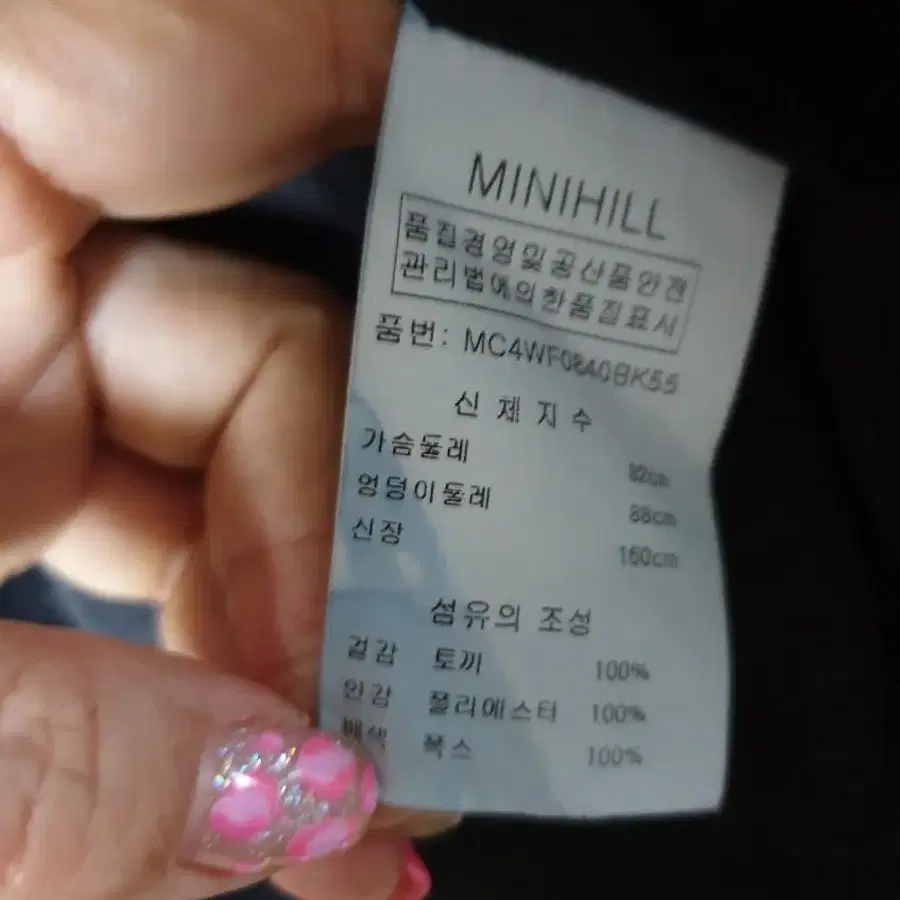 MINIHILL
품질경영및공산품안전
관리법에의한품질표시
품번: MC4WF0840BK55
신 체 지 수
가슴둘레 82cm
엉덩이둘레 88cm
신장 160cm
섬유의 조성
겉감 토끼 100%
안감 폴리에스터 100%
배색 폭스 100%